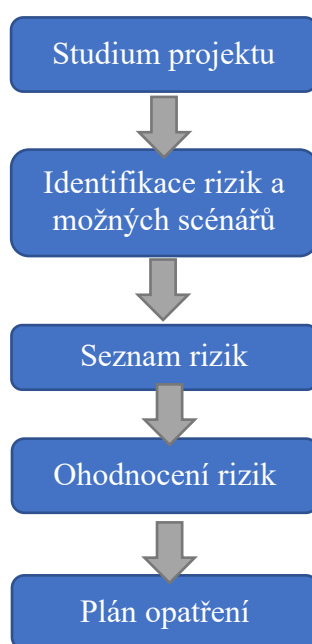 Studium projektu
Identifikace rizik a
možných scénářů
Seznam rizik
Ohodnocení rizik
Plán opatření